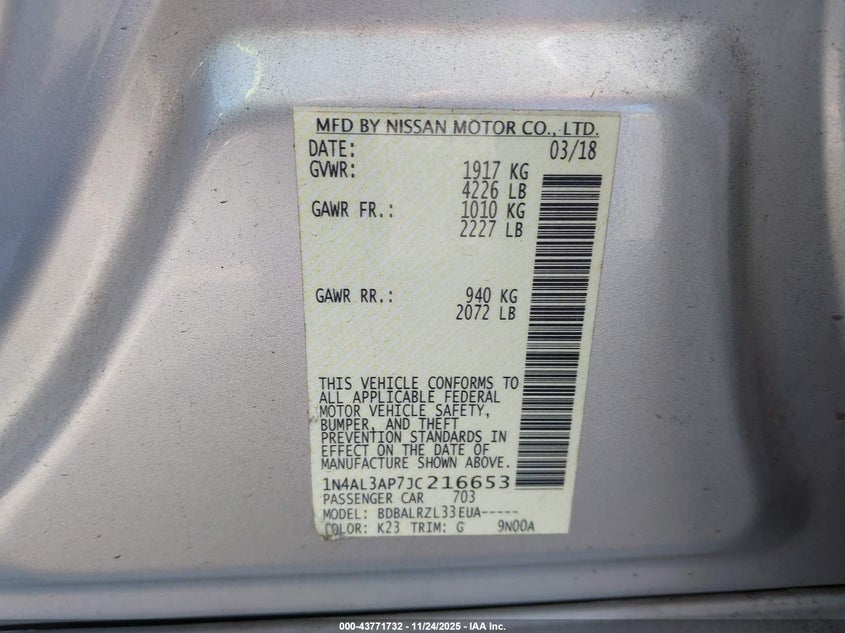 MFD BY NISSAN MOTOR CO., LTD.
DATE: 03/18
GVWR: 1917 KG
4226 LB
GAWR FR.: 1010 KG
2227 LB
GAWR RR.: 940 KG
2072 LB
THIS VEHICLE CONFORMS TO
ALL APPLICABLE FEDERAL
MOTOR VEHICLE SAFETY,
BUMPER, AND THEFT
PREVENTION STANDARDS IN
EFFECT ON THE DATE OF
MANUFACTURE SHOWN ABOVE.
1N4AL3AP7JC216653
PASSENGER CAR 703
MODEL: BDBALRZL33EUA-----
COLOR: K23 TRIM: G 9N00A
000-43771732 - 11/24/2025 - IAA Inc.